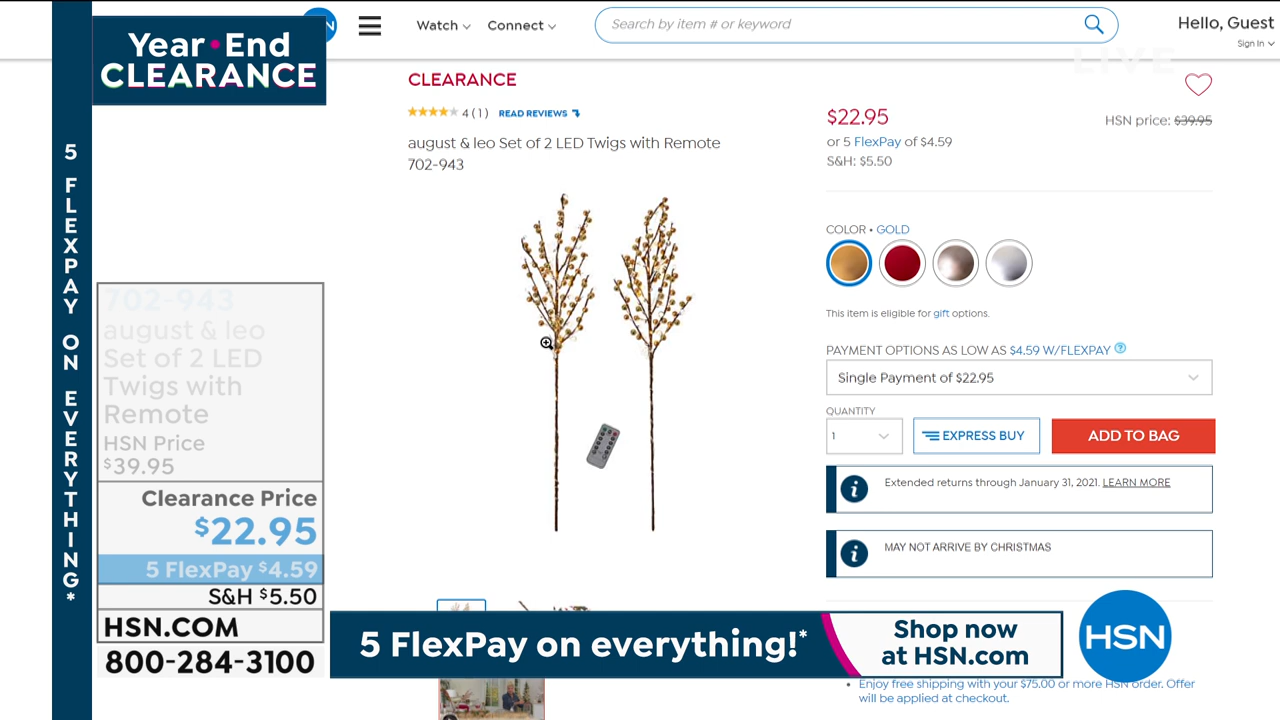 Year • End
CLEARANCE
5 FLEXPAY ON EVERYTHING!*
N
Watch
Connect
Search by item # or keyword
Hello, Guest
Sign In
LIVE
CLEARANCE
4 (1) READ REVIEWS
august & leo Set of 2 LED Twigs with Remote
702-943
$22.95
HSN price: $39.95
or 5 FlexPay of $4.59
S&H: $5.50
COLOR • GOLD
This item is eligible for gift options.
PAYMENT OPTIONS AS LOW AS $4.59 W/FLEXPAY ?
Single Payment of $22.95
QUANTITY
1
EXPRESS BUY
ADD TO BAG
Extended returns through January 31, 2021. LEARN MORE
MAY NOT ARRIVE BY CHRISTMAS
702-943
august & leo
Set of 2 LED
Twigs with
Remote
HSN Price
$39.95
Clearance Price
$22.95
5 FlexPay $4.59
S&H $5.50
HSN.COM
800-284-3100
5 FlexPay on everything!*
Shop now
at HSN.com
HSN
• Enjoy free shipping with your $75.00 or more HSN order. Offer
will be applied at checkout.